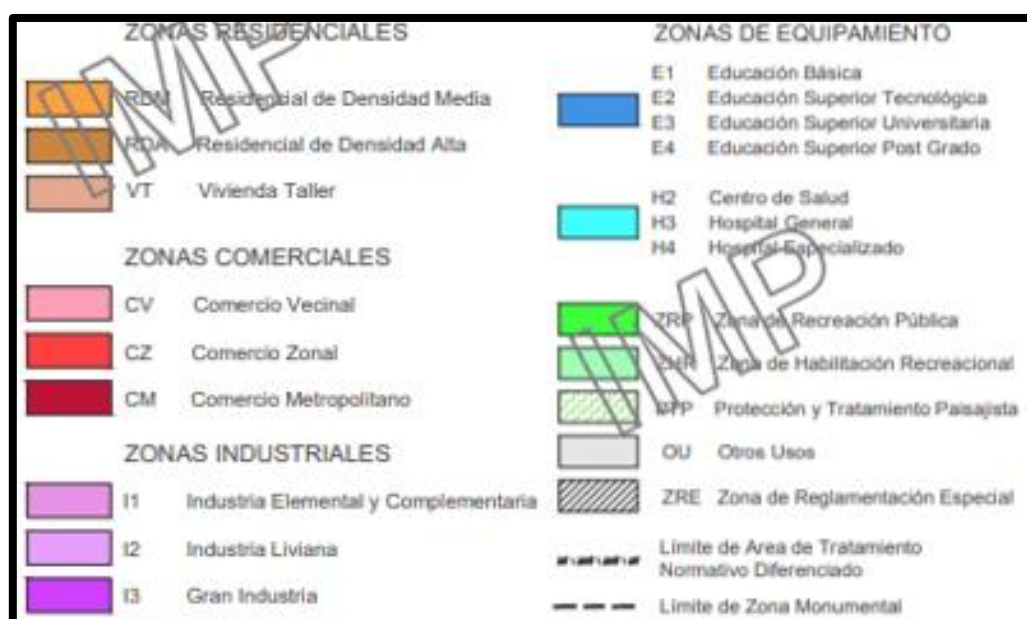 ZONAS RESIDENCIALES
RDM Residencial de Densidad Media
RDA Residencial de Densidad Alta
VT Vivienda Taller
ZONAS COMERCIALES
CV Comercio Vecinal
CZ Comercio Zonal
CM Comercio Metropolitano
ZONAS INDUSTRIALES
I1 Industria Elemental y Complementaria
I2 Industria Liviana
I3 Gran Industria
ZONAS DE EQUIPAMIENTO
E1 Educación Básica
E2 Educación Superior Tecnológica
E3 Educación Superior Universitaria
E4 Educación Superior Post Grado
H2 Centro de Salud
H3 Hospital General
H4 Hospital Especializado
ZRP Zona de Recreación Pública
ZHR Zona de Habilitación Recreacional
PTP Protección y Tratamiento Paisajista
OU Otros Usos
ZRE Zona de Reglamentación Especial
Límite de Area de Tratamiento
Normativo Diferenciado
Límite de Zona Monumental
IMP
IMP